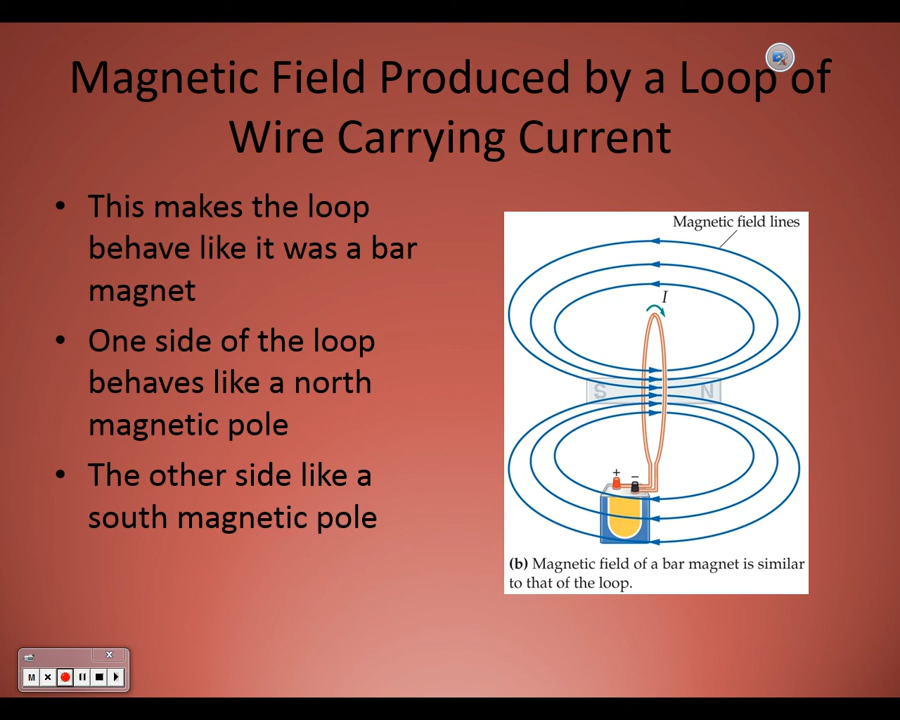 Magnetic Field Produced by a Loop of
Wire Carrying Current
• This makes the loop
behave like it was a bar
magnet
• One side of the loop
behaves like a north
magnetic pole
• The other side like a
south magnetic pole
Magnetic field lines
I
S N
+ −
(b) Magnetic field of a bar magnet is similar
to that of the loop.
M